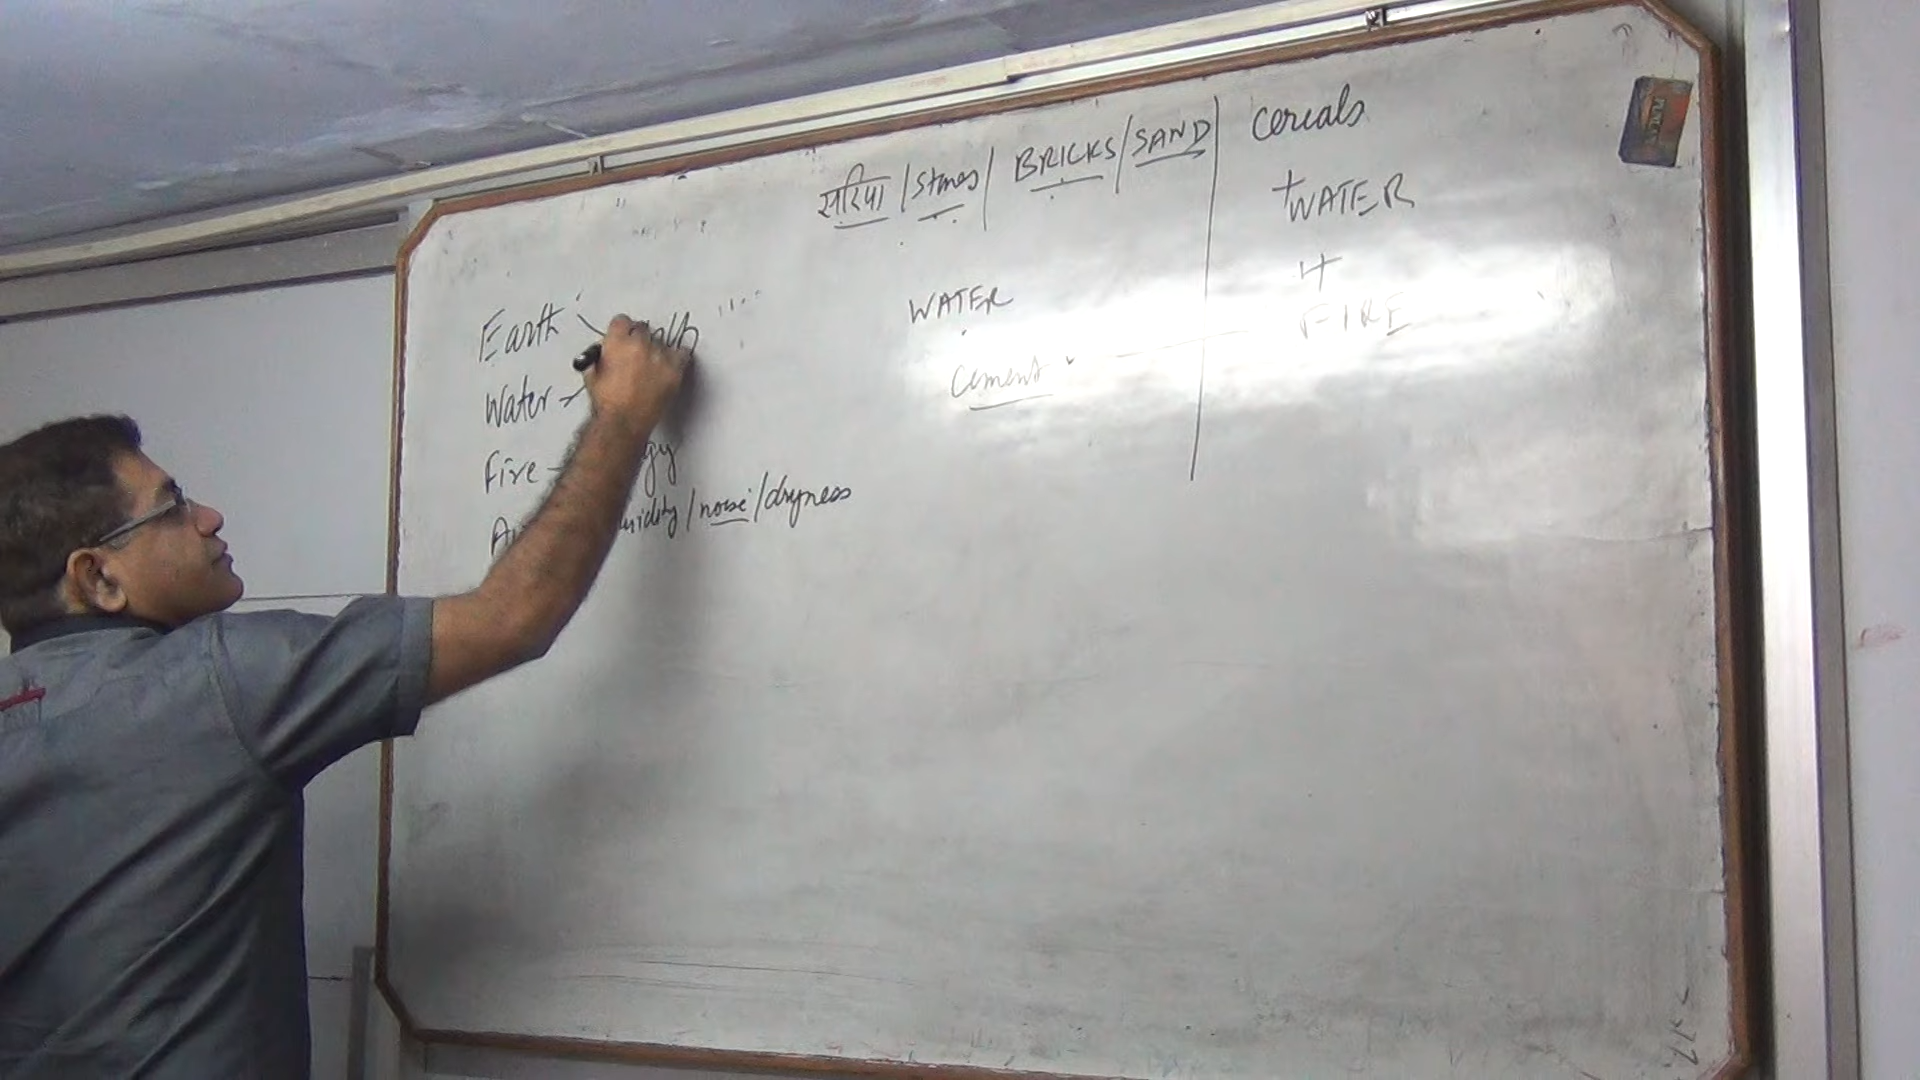 सरिया / Stones / BRICKS / SAND
WATER
Cement
Cereals
+ WATER
+
FIRE
Earth
Water -
Fire -
/ noise / dryness